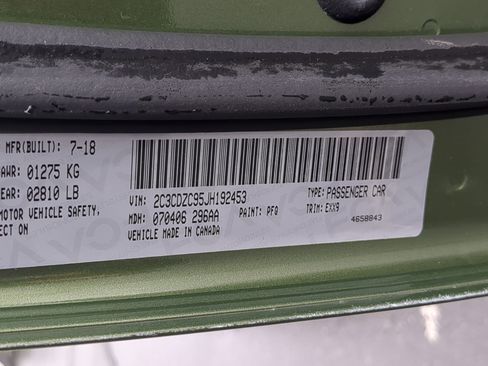 MFR(BUILT): 7-18
AWR: 01275 KG
EAR: 02810 LB
MOTOR VEHICLE SAFETY,
ECT ON
VIN: 2C3CDZC95JH192453
TYPE: PASSENGER CAR
MDH: 070406 296AA
PAINT: PFQ
TRIM: EXX9
VEHICLE MADE IN CANADA
4658843